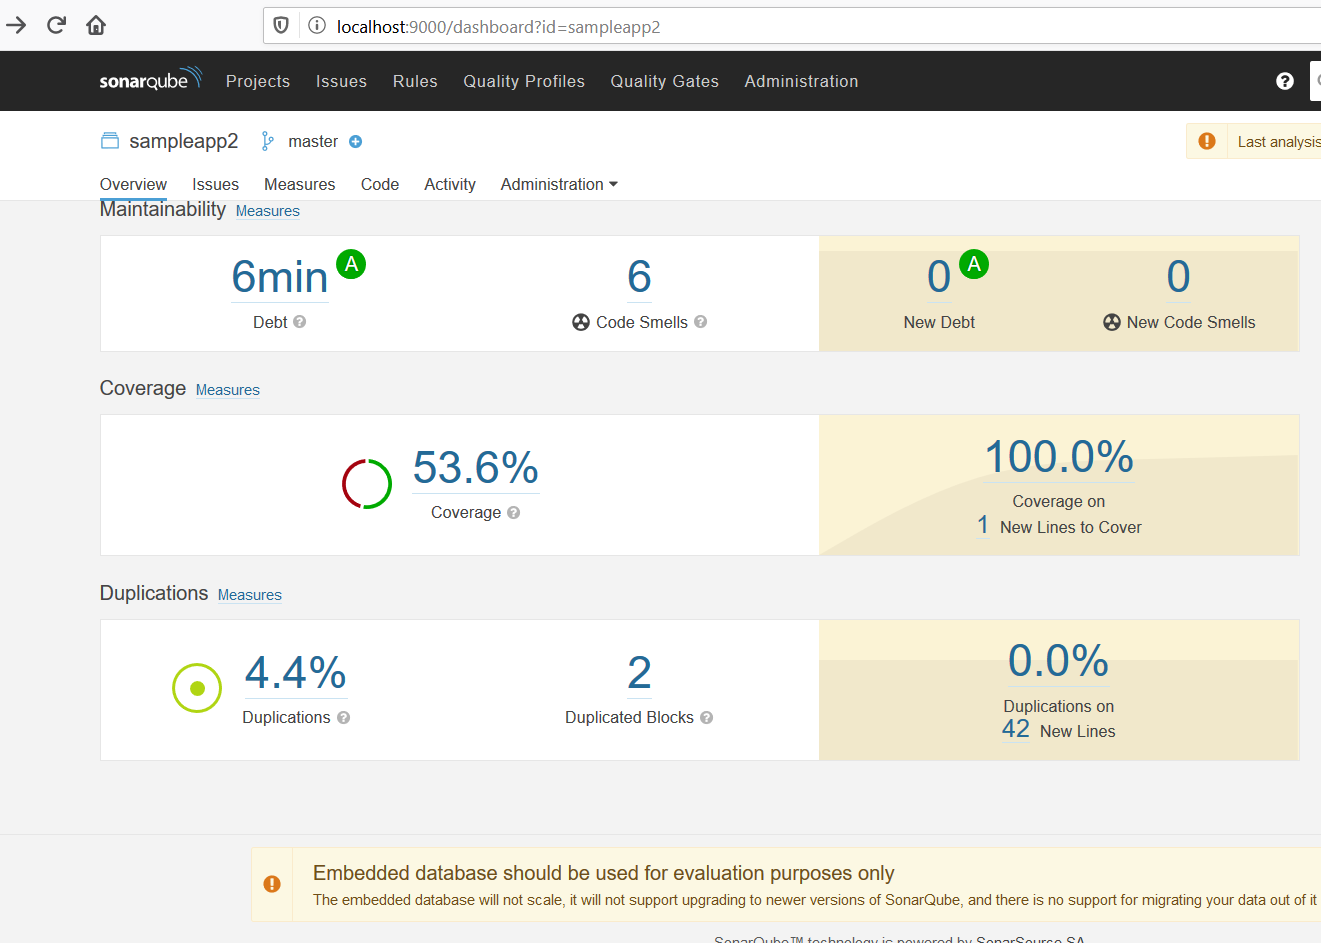 localhost:9000/dashboard?id=sampleapp2
sonarqube Projects Issues Rules Quality Profiles Quality Gates Administration ?
sampleapp2 master
Last analysis
Overview Issues Measures Code Activity Administration
Maintainability Measures
6min A
Debt ?
6
Code Smells ?
0 A
New Debt
0
New Code Smells
Coverage Measures
53.6%
Coverage ?
100.0%
Coverage on
1 New Lines to Cover
Duplications Measures
4.4%
Duplications ?
2
Duplicated Blocks ?
0.0%
Duplications on
42 New Lines
Embedded database should be used for evaluation purposes only
The embedded database will not scale, it will not support upgrading to newer versions of SonarQube, and there is no support for migrating your data out of it
SonarQube™ technology is powered by SonarSource SA